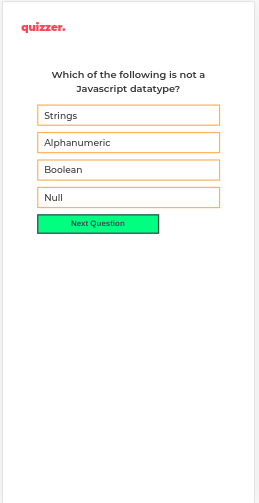 quizzer.
Which of the following is not a
Javascript datatype?
Strings
Alphanumeric
Boolean
Null
Next Question